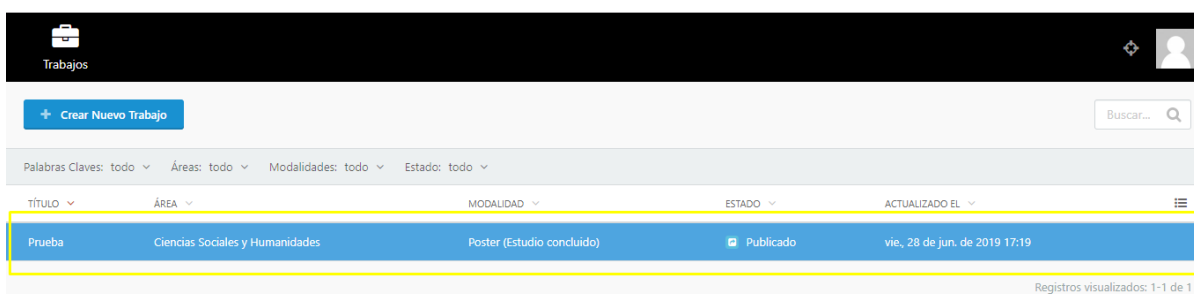 Trabajos
+ Crear Nuevo Trabajo
Buscar...
Palabras Claves: todo Áreas: todo Modalidades: todo Estado: todo
TÍTULO ÁREA MODALIDAD ESTADO ACTUALIZADO EL
Prueba Ciencias Sociales y Humanidades Poster (Estudio concluido) Publicado vie., 28 de jun. de 2019 17:19
Registros visualizados: 1-1 de 1